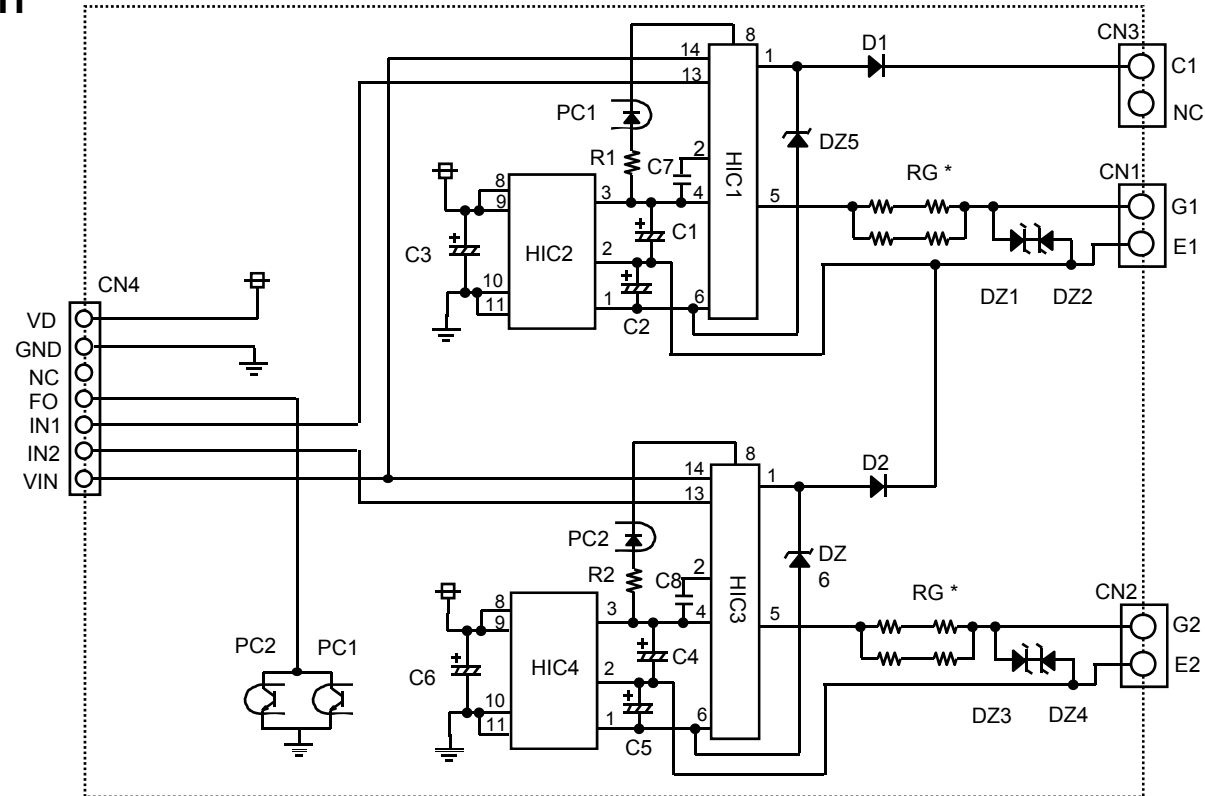 8
CN3
14
1
D1
C1
13
PC1
NC
2
DZ5
R1
C7
HIC1
RG *
CN1
8
3
4
5
G1
9
C1
C3
2
HIC2
E1
10
CN4
11
1
6
DZ1
DZ2
VD
C2
GND
NC
FO
IN1
IN2
8
D2
VIN
14
1
13
PC2
DZ
6
2
R2
C8
HIC3
RG *
CN2
8
3
4
5
G2
9
PC2
PC1
C4
C6
HIC4
2
E2
10
11
1
6
DZ3
DZ4
C5